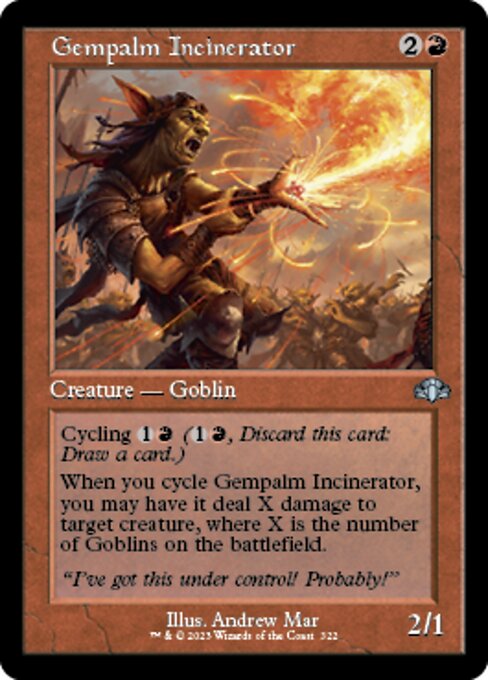 Gempalm Incinerator 2
Creature — Goblin
Cycling 1 (1, Discard this card:
Draw a card.)
When you cycle Gempalm Incinerator,
you may have it deal X damage to
target creature, where X is the number
of Goblins on the battlefield.
“I've got this under control! Probably!”
Illus. Andrew Mar
™ & © 2023 Wizards of the Coast 322
2/1